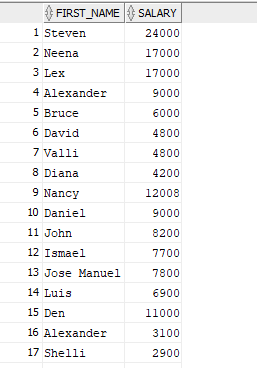 FIRST_NAME SALARY
1 Steven 24000
2 Neena 17000
3 Lex 17000
4 Alexander 9000
5 Bruce 6000
6 David 4800
7 Valli 4800
8 Diana 4200
9 Nancy 12008
10 Daniel 9000
11 John 8200
12 Ismael 7700
13 Jose Manuel 7800
14 Luis 6900
15 Den 11000
16 Alexander 3100
17 Shelli 2900